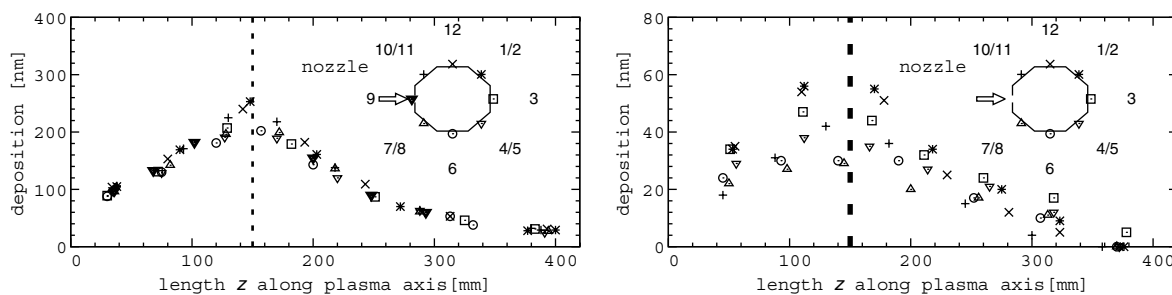 400
300
200
100
0
deposition [nm]
0 100 200 300 400
length z along plasma axis[mm]
nozzle
12
10/11 1/2
9 3
7/8 4/5
6
80
60
40
20
0
deposition [nm]
0 100 200 300 400
length z along plasma axis[mm]
nozzle
12
10/11 1/2
3
7/8 4/5
6